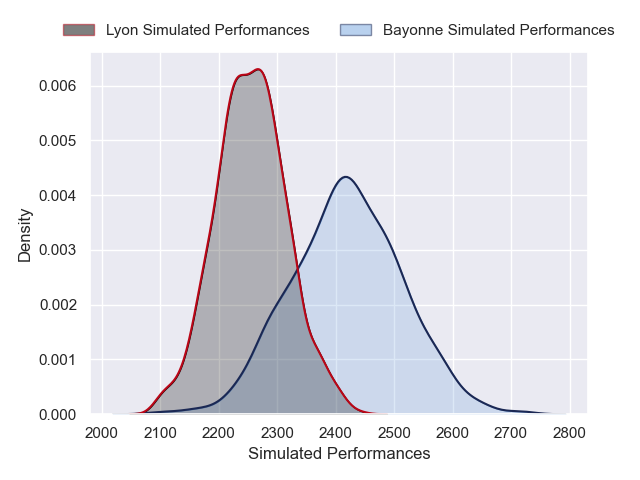 Lyon Simulated Performances
Bayonne Simulated Performances
0.006
0.005
0.004
0.003
0.002
0.001
0.000
Density
2000 2100 2200 2300 2400 2500 2600 2700 2800
Simulated Performances